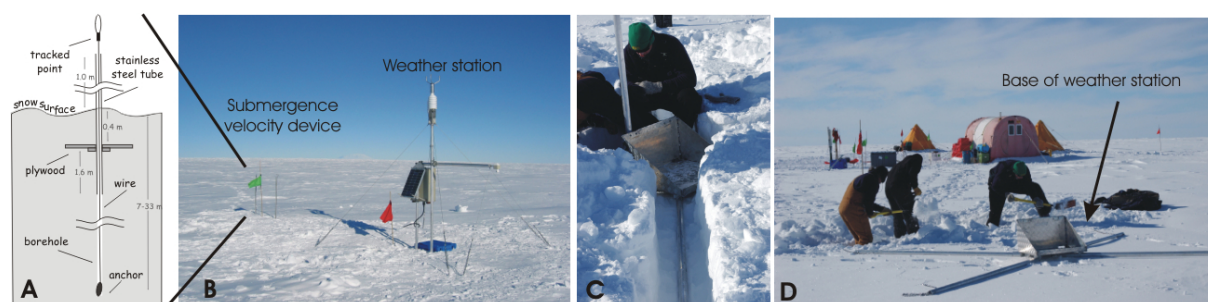 tracked
point
stainless
steel tube
1.0 m
snow surface
0.4 m
plywood
1.6 m
wire
7-33 m
borehole
anchor
A
Submergence
velocity device
Weather station
B
C
Base of weather station
D